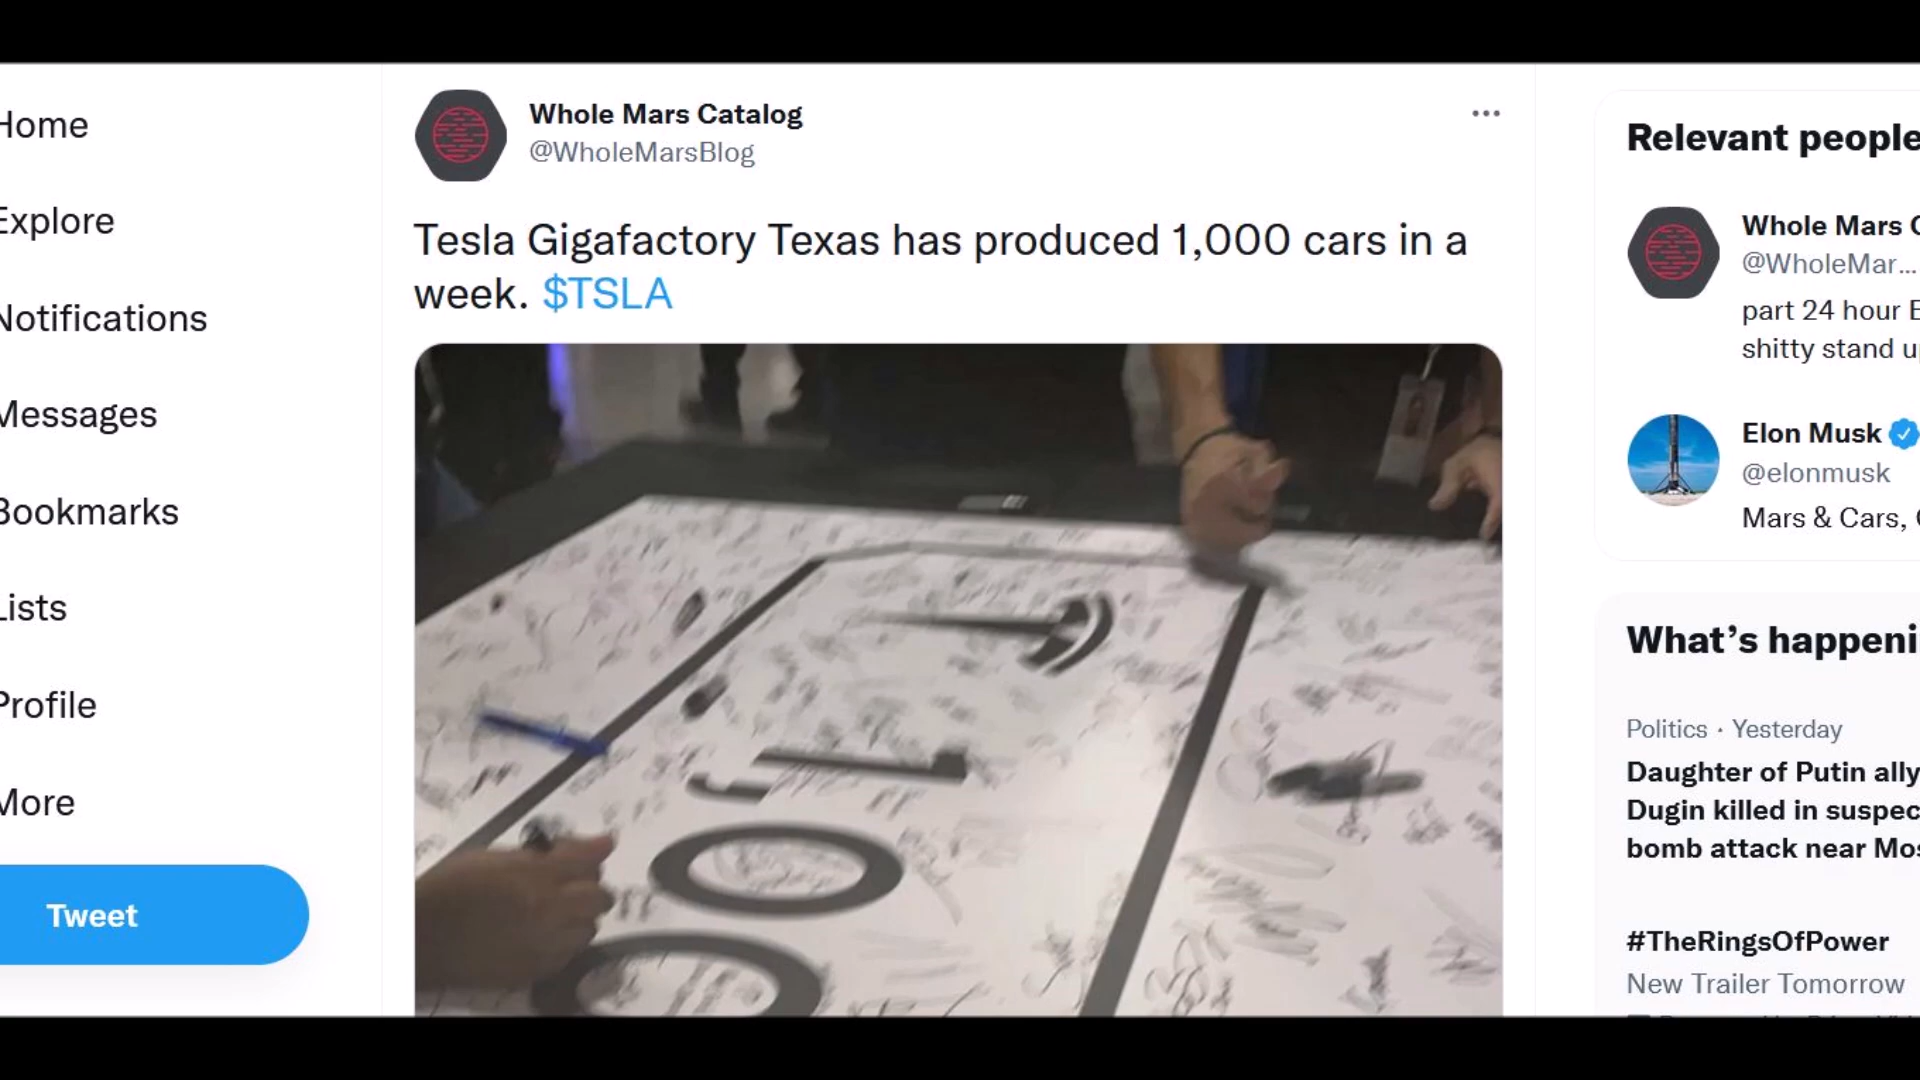 Home
Explore
Notifications
Messages
Bookmarks
Lists
Profile
More
Tweet
Whole Mars Catalog
@WholeMarsBlog
Tesla Gigafactory Texas has produced 1,000 cars in a
week. $TSLA
Relevant people
Whole Mars C
@WholeMar...
part 24 hour E
shitty stand u
Elon Musk
@elonmusk
Mars & Cars,
What’s happeni
Politics · Yesterday
Daughter of Putin ally
Dugin killed in suspec
bomb attack near Mos
#TheRingsOfPower
New Trailer Tomorrow